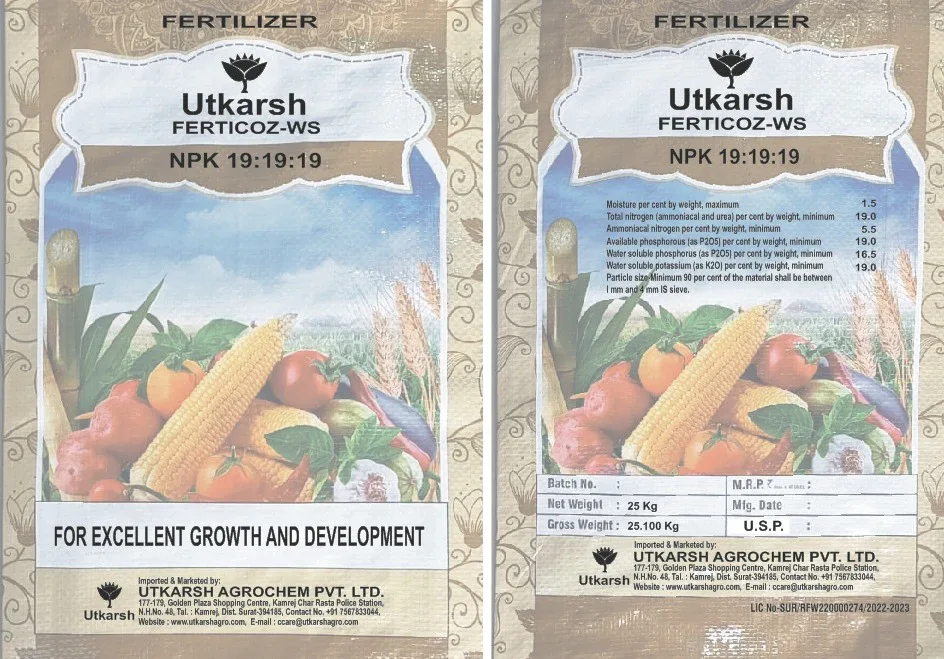 FERTILIZER
Utkarsh
FERTICOZ-WS
NPK 19:19:19
FOR EXCELLENT GROWTH AND DEVELOPMENT
Imported & Marketed by:
Utkarsh
UTKARSH AGROCHEM PVT. LTD.
177-179, Golden Plaza Shopping Centre, Kamrej Char Rasta Police Station,
N.H.No. 48, Tal. : Kamrej, Dist. Surat-394185, Contact No. +91 7567833044,
Website : www.utkarshagro.com, E-mail : ccare@utkarshagro.com
FERTILIZER
Utkarsh
FERTICOZ-WS
NPK 19:19:19
Moisture per cent by weight, maximum 1.5
Total nitrogen (ammoniacal and urea) per cent by weight, minimum 19.0
Ammoniacal nitrogen per cent by weight, minimum 5.5
Available phosphorous (as P2O5) per cent by weight, minimum 19.0
Water soluble phosphorus (as P2O5) per cent by weight, minimum 16.5
Water soluble potassium (as K2O) per cent by weight, minimum 19.0
Particle size Minimum 90 per cent of the material shall be between
I mm and 4 mm IS sieve.
Batch No. : M.R.P. ₹ :
Net Weight : 25 Kg Mfg. Date :
Gross Weight : 25.100 Kg U.S.P. :
Imported & Marketed by:
Utkarsh
UTKARSH AGROCHEM PVT. LTD.
177-179, Golden Plaza Shopping Centre, Kamrej Char Rasta Police Station,
N.H.No. 48, Tal. : Kamrej, Dist. Surat-394185, Contact No. +91 7567833044,
Website : www.utkarshagro.com, E-mail : ccare@utkarshagro.com
LIC No-SUR/RFW220000274/2022-2023